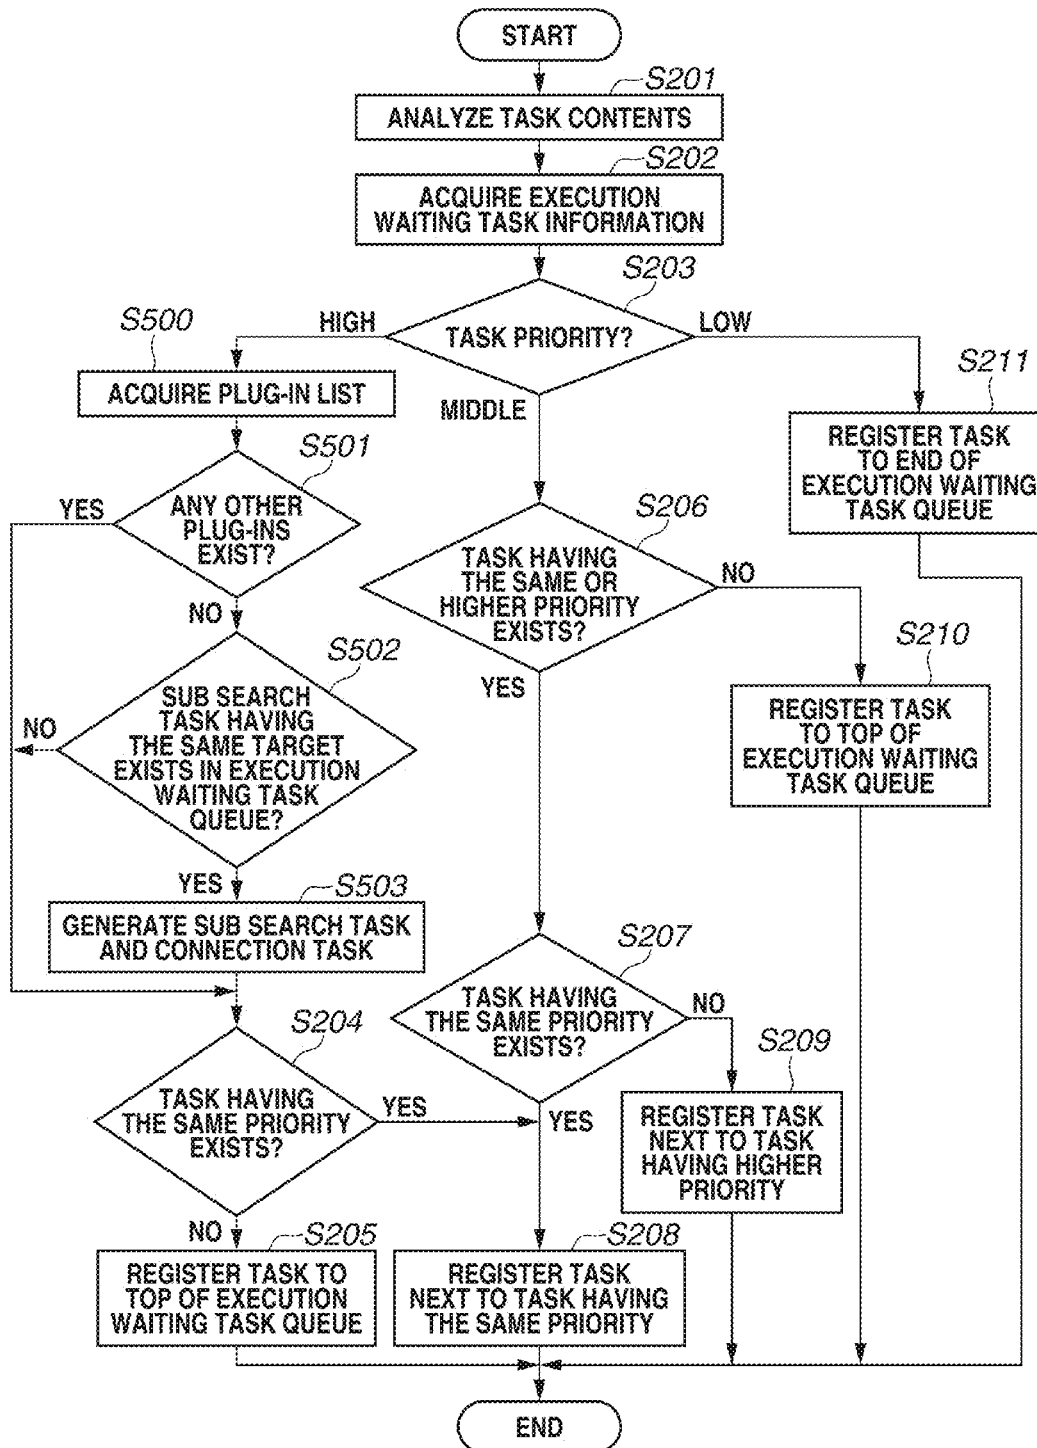 START
S201
ANALYZE TASK CONTENTS
S202
ACQUIRE EXECUTION
WAITING TASK INFORMATION
S203
TASK PRIORITY?
HIGH
LOW
MIDDLE
S500
ACQUIRE PLUG-IN LIST
S211
REGISTER TASK
TO END OF
EXECUTION WAITING
TASK QUEUE
S501
ANY OTHER
PLUG-INS
EXIST?
YES
NO
S206
TASK HAVING
THE SAME OR
HIGHER PRIORITY
EXISTS?
NO
YES
S502
SUB SEARCH
TASK HAVING
THE SAME TARGET
EXISTS IN EXECUTION
WAITING TASK
QUEUE?
NO
YES
S210
REGISTER TASK
TO TOP OF
EXECUTION WAITING
TASK QUEUE
S503
GENERATE SUB SEARCH TASK
AND CONNECTION TASK
S207
TASK HAVING
THE SAME PRIORITY
EXISTS?
NO
YES
S204
TASK HAVING
THE SAME PRIORITY
EXISTS?
YES
NO
S209
REGISTER TASK
NEXT TO TASK
HAVING HIGHER
PRIORITY
S205
REGISTER TASK TO
TOP OF EXECUTION
WAITING TASK QUEUE
S208
REGISTER TASK
NEXT TO TASK HAVING
THE SAME PRIORITY
END